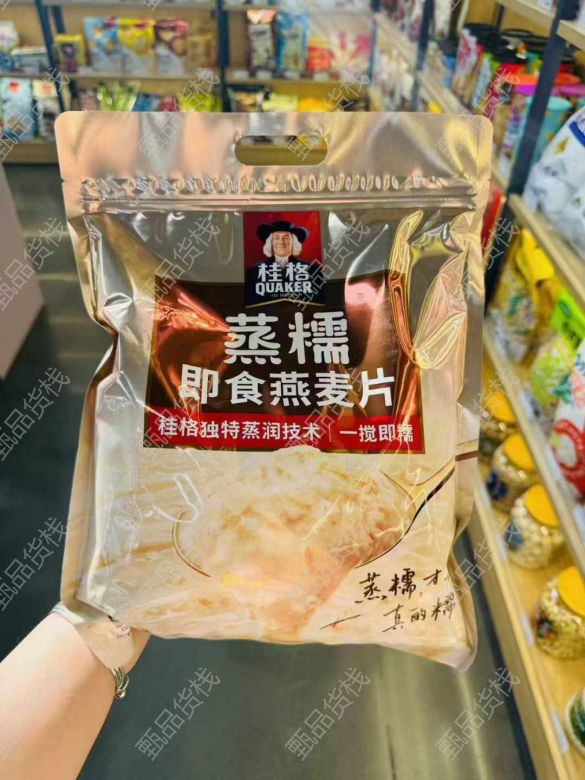 桂格
QUAKER
蒸糯
即食燕麦片
桂格独特蒸润技术 一搅即糯
蒸糯,才
真的糯
甄品货栈